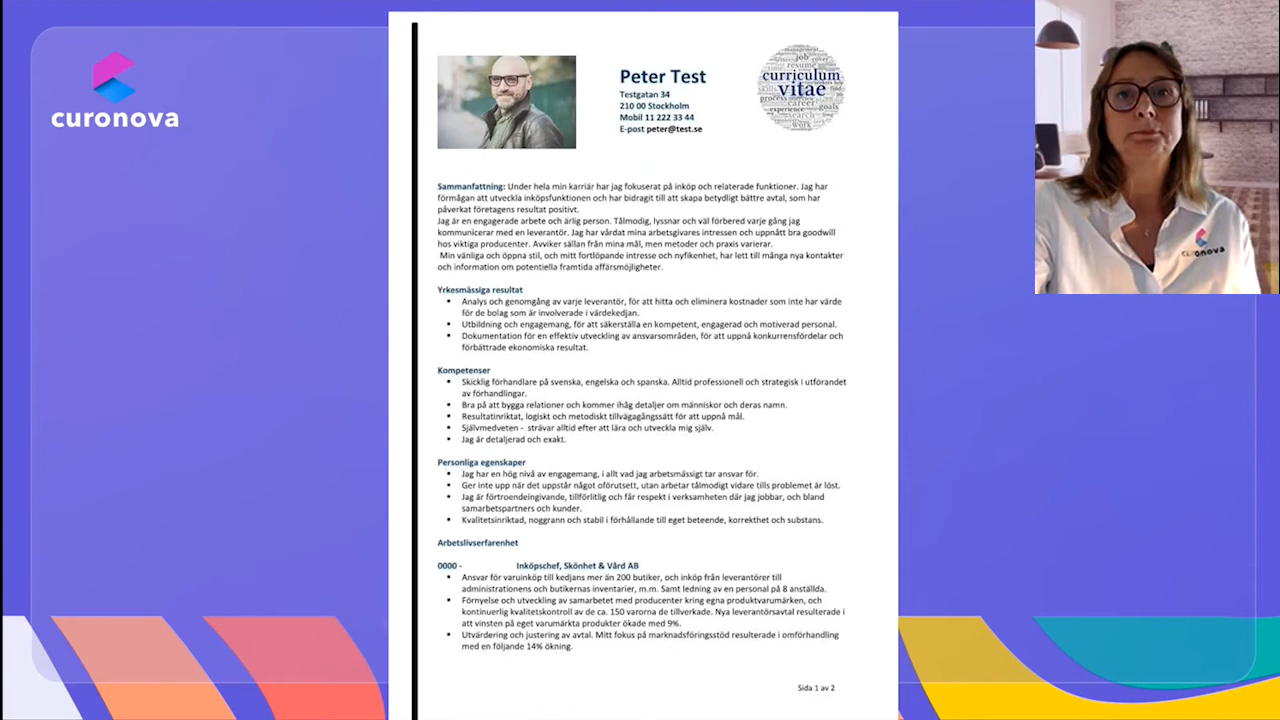 curonova
Peter Test
Testgatan 34
210 00 Stockholm
Mobil 11 222 33 44
E-post peter@test.se
curriculum
vitae
management
job
cover
resume
skills
help
process interview
career
experience
goals
search
work
curonova
Sammanfattning: Under hela min karriär har jag fokuserat på inköp och relaterade funktioner. Jag har
förmågan att utveckla inköpsfunktionen och har bidragit till att skapa betydligt bättre avtal, som har
påverkat företagens resultat positivt.
Jag är en engagerade arbete och ärlig person. Tålmodig, lyssnar och väl förbered varje gång jag
kommunicerar med en leverantör. Jag har vårdat mina arbetsgivares intressen och uppnått bra goodwill
hos viktiga producenter. Avviker sällan från mina mål, men metoder och praxis varierar.
Min vänliga och öppna stil, och mitt fortlöpande intresse och nyfikenhet, har lett till många nya kontakter
och information om potentiella framtida affärsmöjligheter.
Yrkesmässiga resultat
▪ Analys och genomgång av varje leverantör, för att hitta och eliminera kostnader som inte har värde
för de bolag som är involverade i värdekedjan.
▪ Utbildning och engagemang, för att säkerställa en kompetent, engagerad och motiverad personal.
▪ Dokumentation för en effektiv utveckling av ansvarsområden, för att uppnå konkurrensfördelar och
förbättrade ekonomiska resultat.
Kompetenser
▪ Skicklig förhandlare på svenska, engelska och spanska. Alltid professionell och strategisk i utförandet
av förhandlingar.
▪ Bra på att bygga relationer och kommer ihåg detaljer om människor och deras namn.
▪ Resultatinriktat, logiskt och metodiskt tillvägagångssätt för att uppnå mål.
▪ Självmedveten - strävar alltid efter att lära och utveckla mig själv.
▪ Jag är detaljerad och exakt.
Personliga egenskaper
▪ Jag har en hög nivå av engagemang, i allt vad jag arbetsmässigt tar ansvar för.
▪ Ger inte upp när det uppstår något oförutsett, utan arbetar tålmodigt vidare tills problemet är löst.
▪ Jag är förtroendeingivande, tillförlitlig och får respekt i verksamheten där jag jobbar, och bland
samarbetspartners och kunder.
▪ Kvalitetsinriktad, noggrann och stabil i förhållande till eget beteende, korrekthet och substans.
Arbetslivserfarenhet
0000 - Inköpschef, Skönhet & Vård AB
▪ Ansvar för varuinköp till kedjans mer än 200 butiker, och inköp från leverantörer till
administrationens och butikernas inventarier, m.m. Samt ledning av en personal på 8 anställda.
▪ Förnyelse och utveckling av samarbetet med producenter kring egna produktvarumärken, och
kontinuerlig kvalitetskontroll av de ca. 150 varorna de tillverkade. Nya leverantörsavtal resulterade i
att vinsten på eget varumärkta produkter ökade med 9%.
▪ Utvärdering och justering av avtal. Mitt fokus på marknadsföringsstöd resulterade i omförhandling
med en följande 14% ökning.
Sida 1 av 2